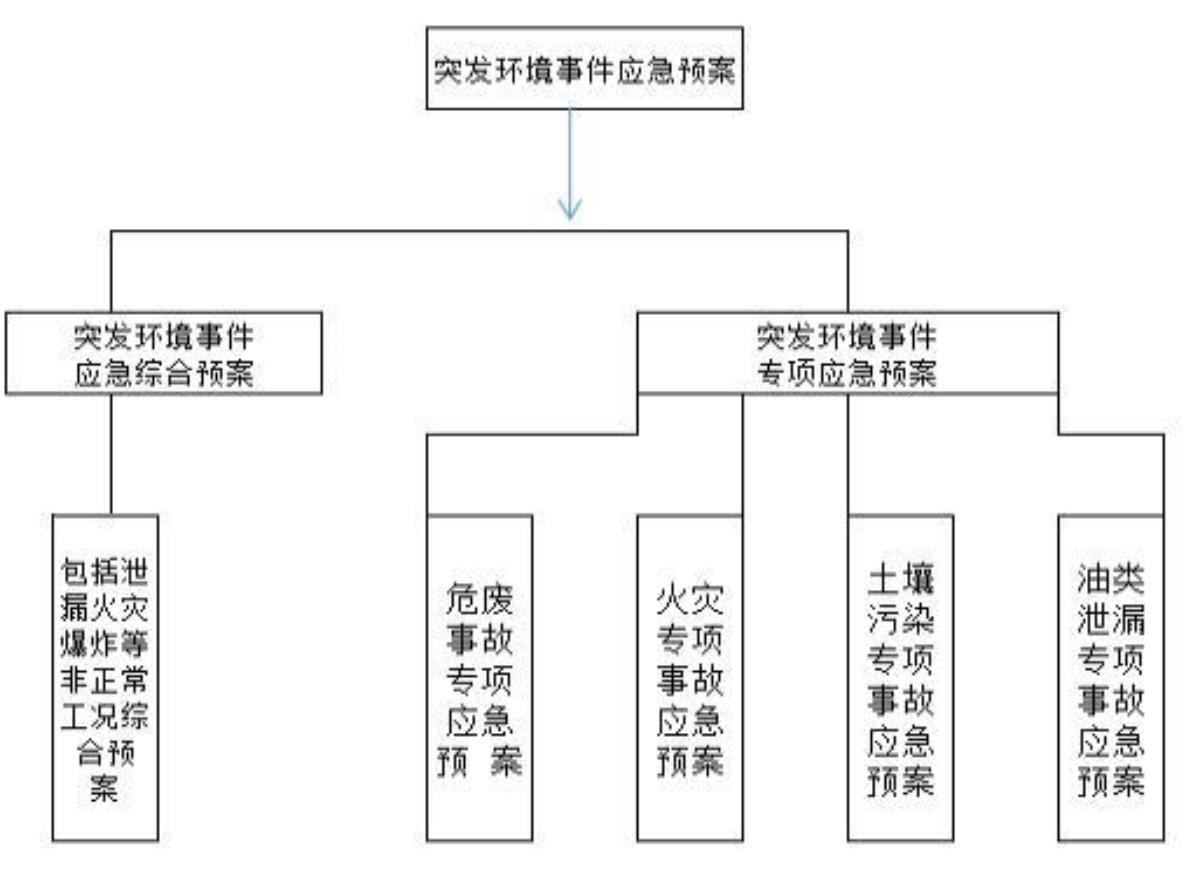 突发环境事件应急预案
突发环境事件
应急综合预案
突发环境事件
专项应急预案
包括泄
漏火灾
爆炸等
非正常
工况综
合预
案
危废
事故
专项
应急
预 案
火灾
专项
事故
应急
预案
土壤
污染
专项
事故
应急
预案
油类
泄漏
专项
事故
应急
预案